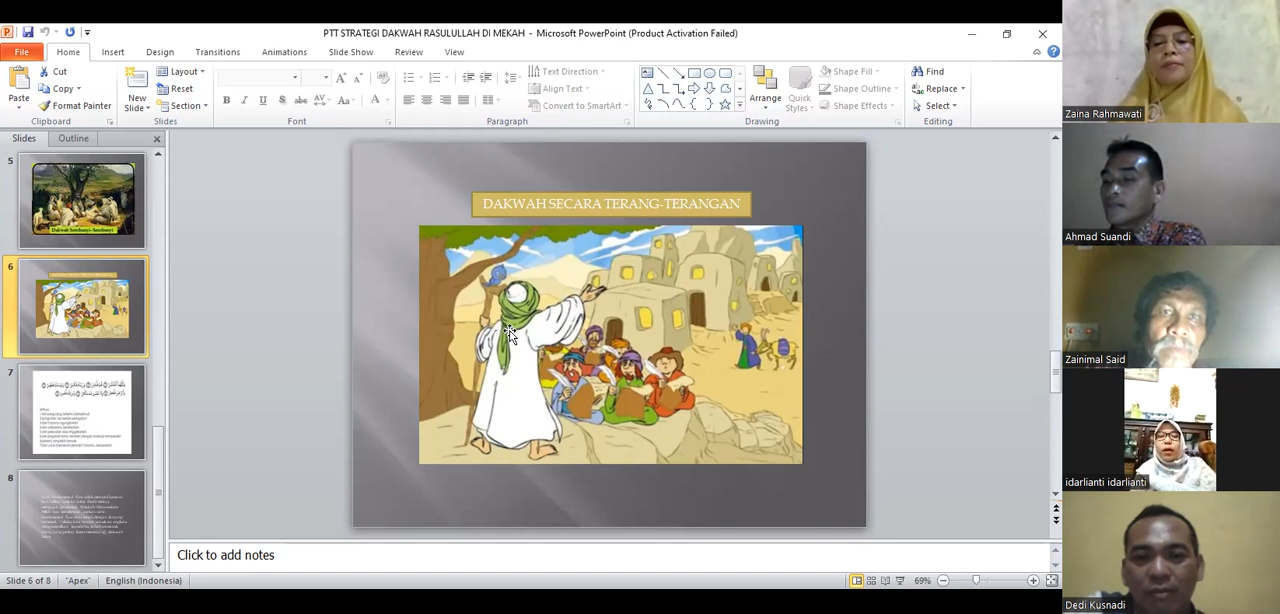 PTT STRATEGI DAKWAH RASULULLAH DI MEKAH - Microsoft PowerPoint (Product Activation Failed)
File Home Insert Design Transitions Animations Slide Show Review View
Paste
Cut
Copy
Format Painter
Clipboard
New
Slide
Layout
Reset
Section
Slides
Font
Text Direction
Align Text
Convert to SmartArt
Paragraph
Arrange
Quick
Styles
Shape Fill
Shape Outline
Shape Effects
Drawing
Find
Replace
Select
Editing
Slides Outline
5
Dakwah Sembunyi-Sembunyi
6
7
8
DAKWAH SECARA TERANG-TERANGAN
Click to add notes
Slide 6 of 8 "Apex" English (Indonesia) 69%
Zaina Rahmawati
Ahmad Suandi
Zainimal Said
idarlianti idarlianti
Dedi Kusnadi